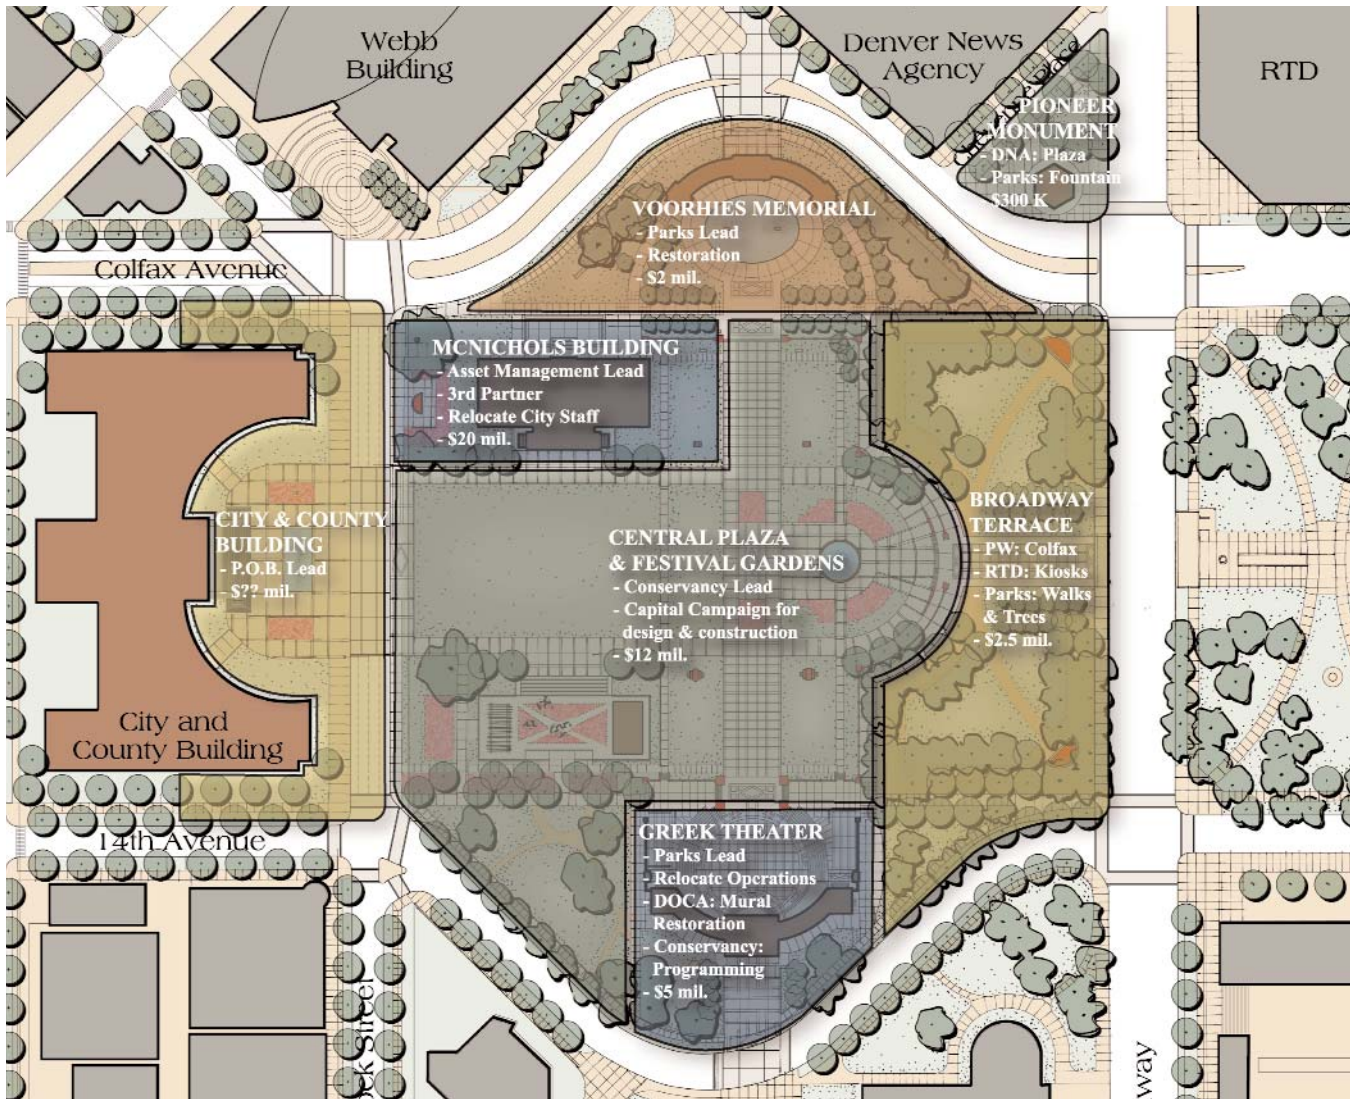 Webb
Building
Denver News
Agency
Place
RTD
PIONEER
MONUMENT
- DNA: Plaza
- Parks: Fountain
$300 K
VOORHIES MEMORIAL
- Parks Lead
- Restoration
- $2 mil.
Colfax Avenue
MCNICHOLS BUILDING
- Asset Management Lead
- 3rd Partner
- Relocate City Staff
- $20 mil.
CITY & COUNTY
BUILDING
- P.O.B. Lead
- $?? mil.
CENTRAL PLAZA
& FESTIVAL GARDENS
- Conservancy Lead
- Capital Campaign for
design & construction
- $12 mil.
BROADWAY
TERRACE
- PW: Colfax
- RTD: Kiosks
- Parks: Walks
& Trees
- $2.5 mil.
City and
County Building
14th Avenue
GREEK THEATER
- Parks Lead
- Relocate Operations
- DOCA: Mural
Restoration
- Conservancy:
Programming
- $5 mil.
ock Street
way